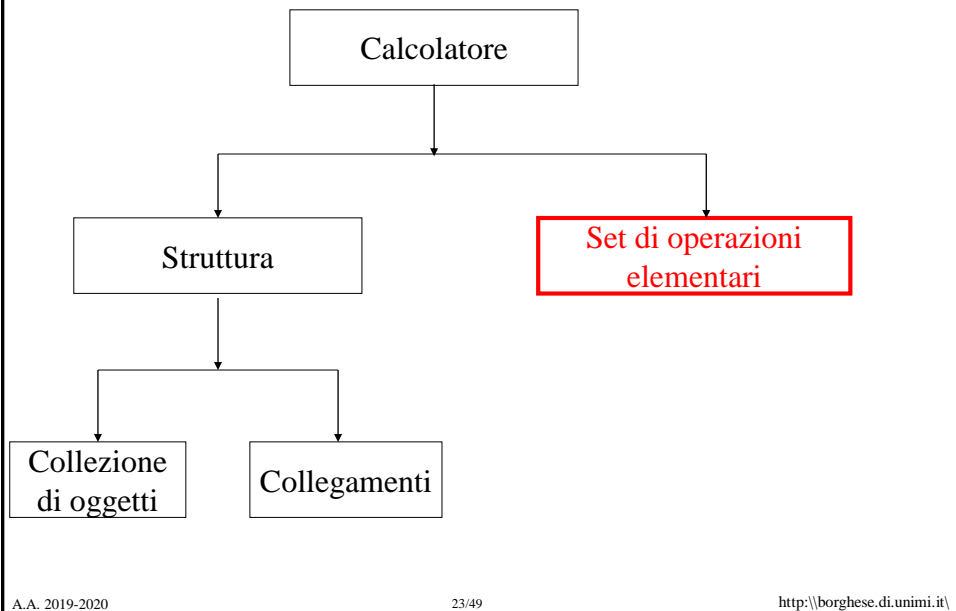 Calcolatore
Struttura
Set di operazioni
elementari
Collezione
di oggetti
Collegamenti
A.A. 2019-2020
23/49
http:\\borghese.di.unimi.it\